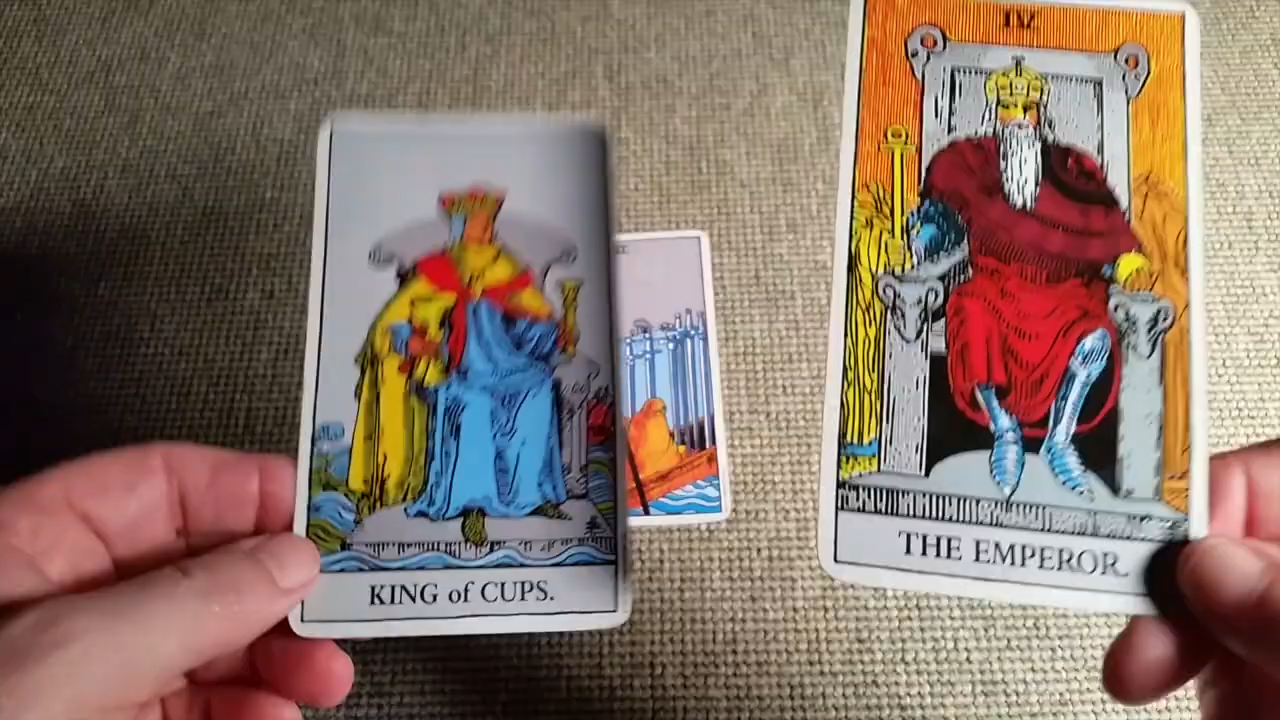 IV
KING of CUPS.
THE EMPEROR.